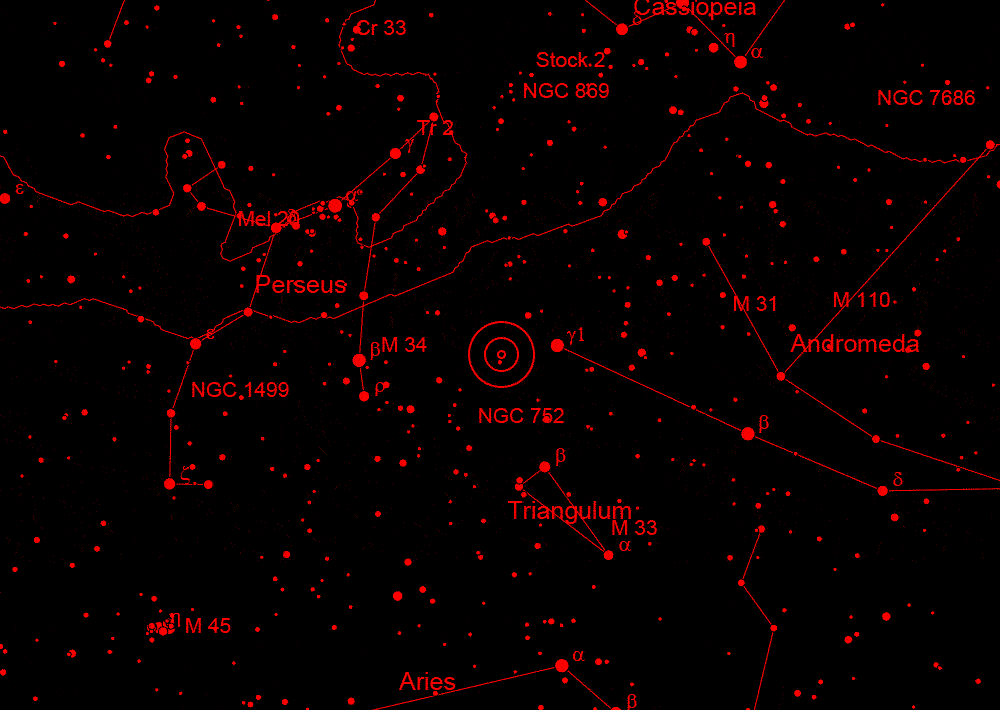 Cassiopeia
δ
Cr 33
η
α
Stock 2
NGC 869
NGC 7686
Tr 2
γ
ε
α
Mel 20
Perseus
M 31
M 110
ε
β
M 34
γ1
Andromeda
ρ
NGC 1499
NGC 752
β
β
ζ
δ
Triangulum
M 33
α
η
M 45
α
Aries
β